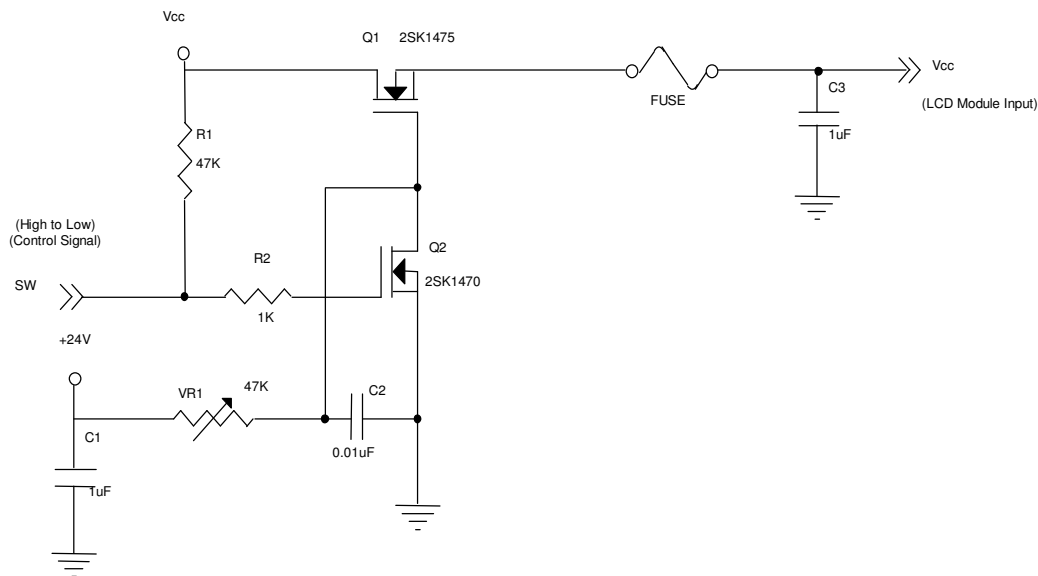 Vcc
Q1 2SK1475
Vcc
FUSE
C3
(LCD Module Input)
R1
1uF
47K
(High to Low)
(Control Signal)
Q2
R2
2SK1470
SW
1K
+24V
47K
VR1
C2
C1
0.01uF
1uF